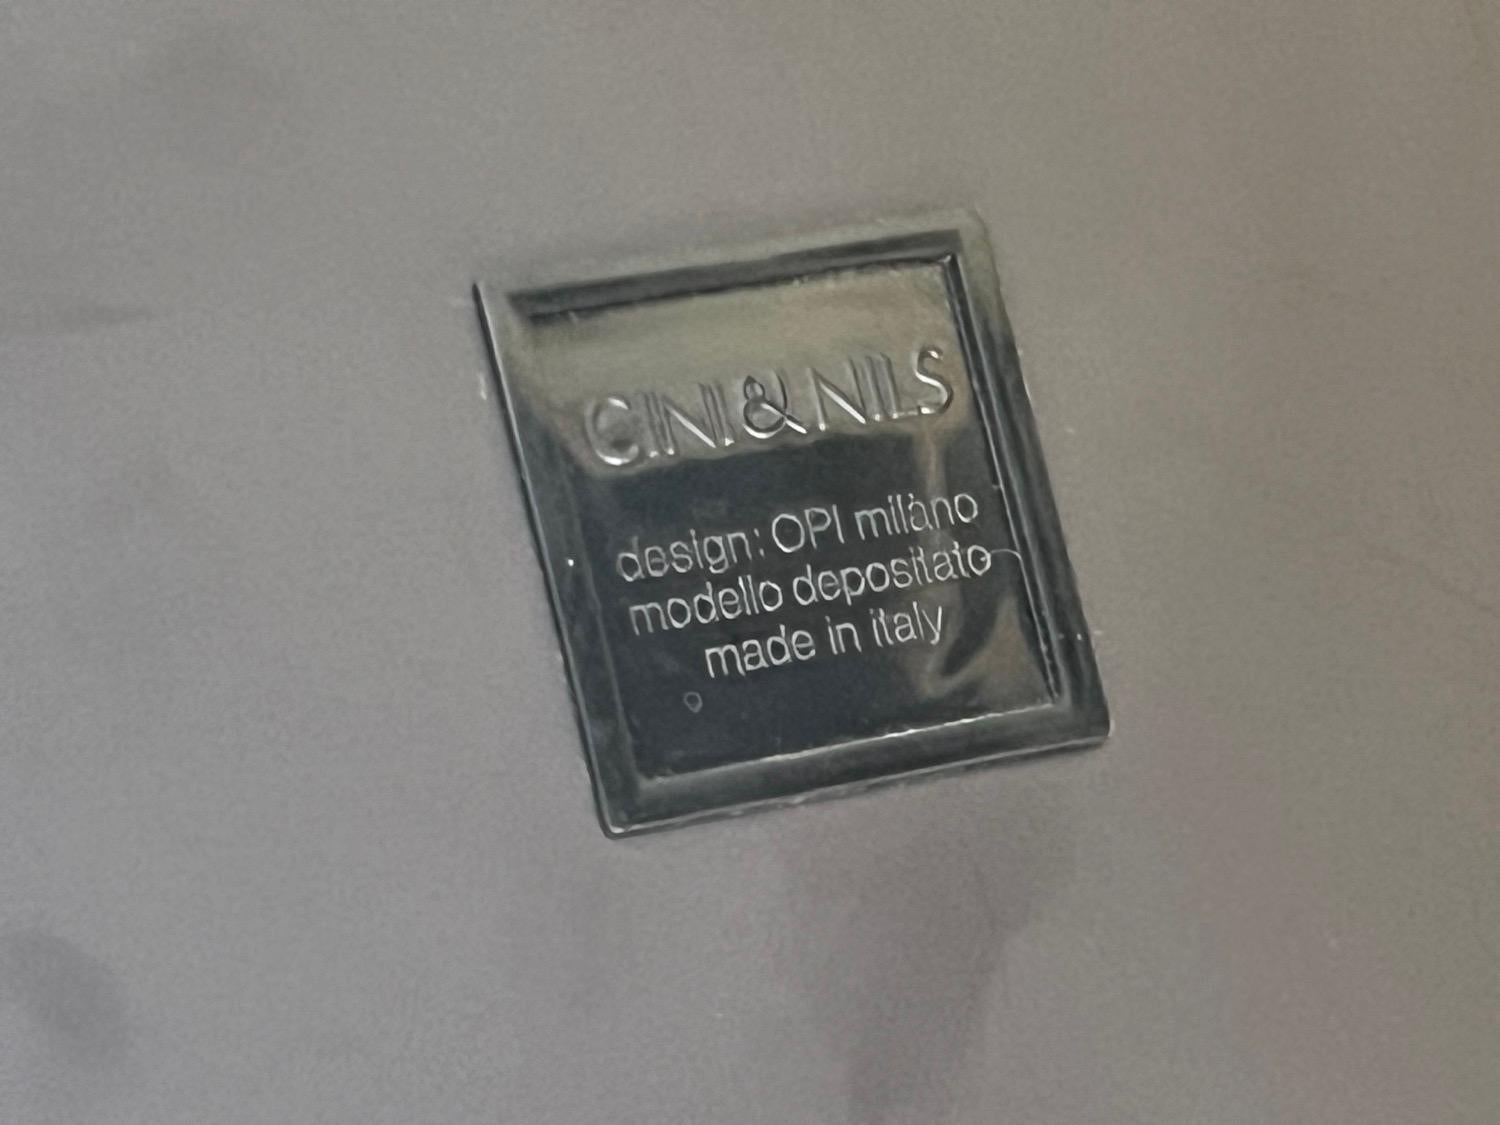 CINI & NILS
design: OPI milano
modello depositato
made in italy